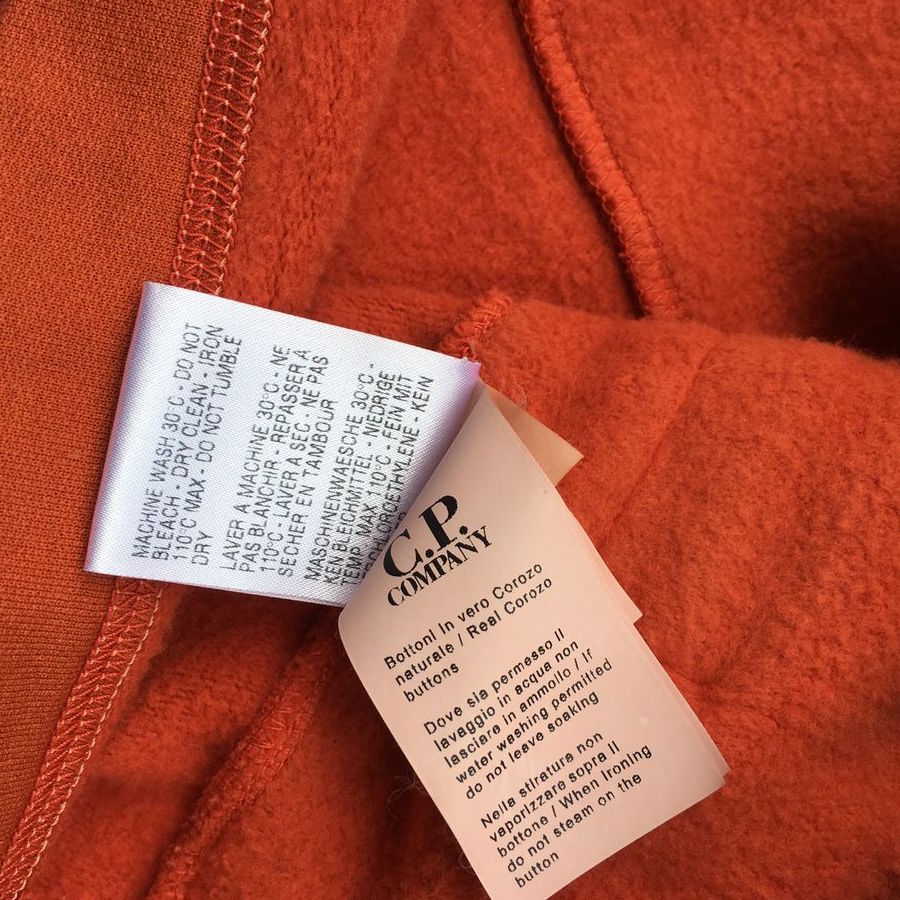 MACHINE WASH 30°C - DO NOT
BLEACH - DRY CLEAN - IRON
110°C MAX - DO NOT TUMBLE
DRY
LAVER A MACHINE 30°C - NE
PAS BLANCHIR - REPASSER A
110°C - LAVER A SEC - NE PAS
SECHER EN TAMBOUR
MASCHINENWAESCHE 30°C -
KEN BLEICHMITTEL - NIEDRIGE
TEMP. MAX 110°C - FEIN MIT
- KEIN
C.P.
COMPANY
Bottoni in vero Corozo
naturale / Real Corozo
buttons
Dove sia permesso il
lavaggio in acqua non
lasciare in ammollo / If
water washing permitted
do not leave soaking
Nella stiratura non
vaporizzare sopra il
bottone / When ironing
do not steam on the
button